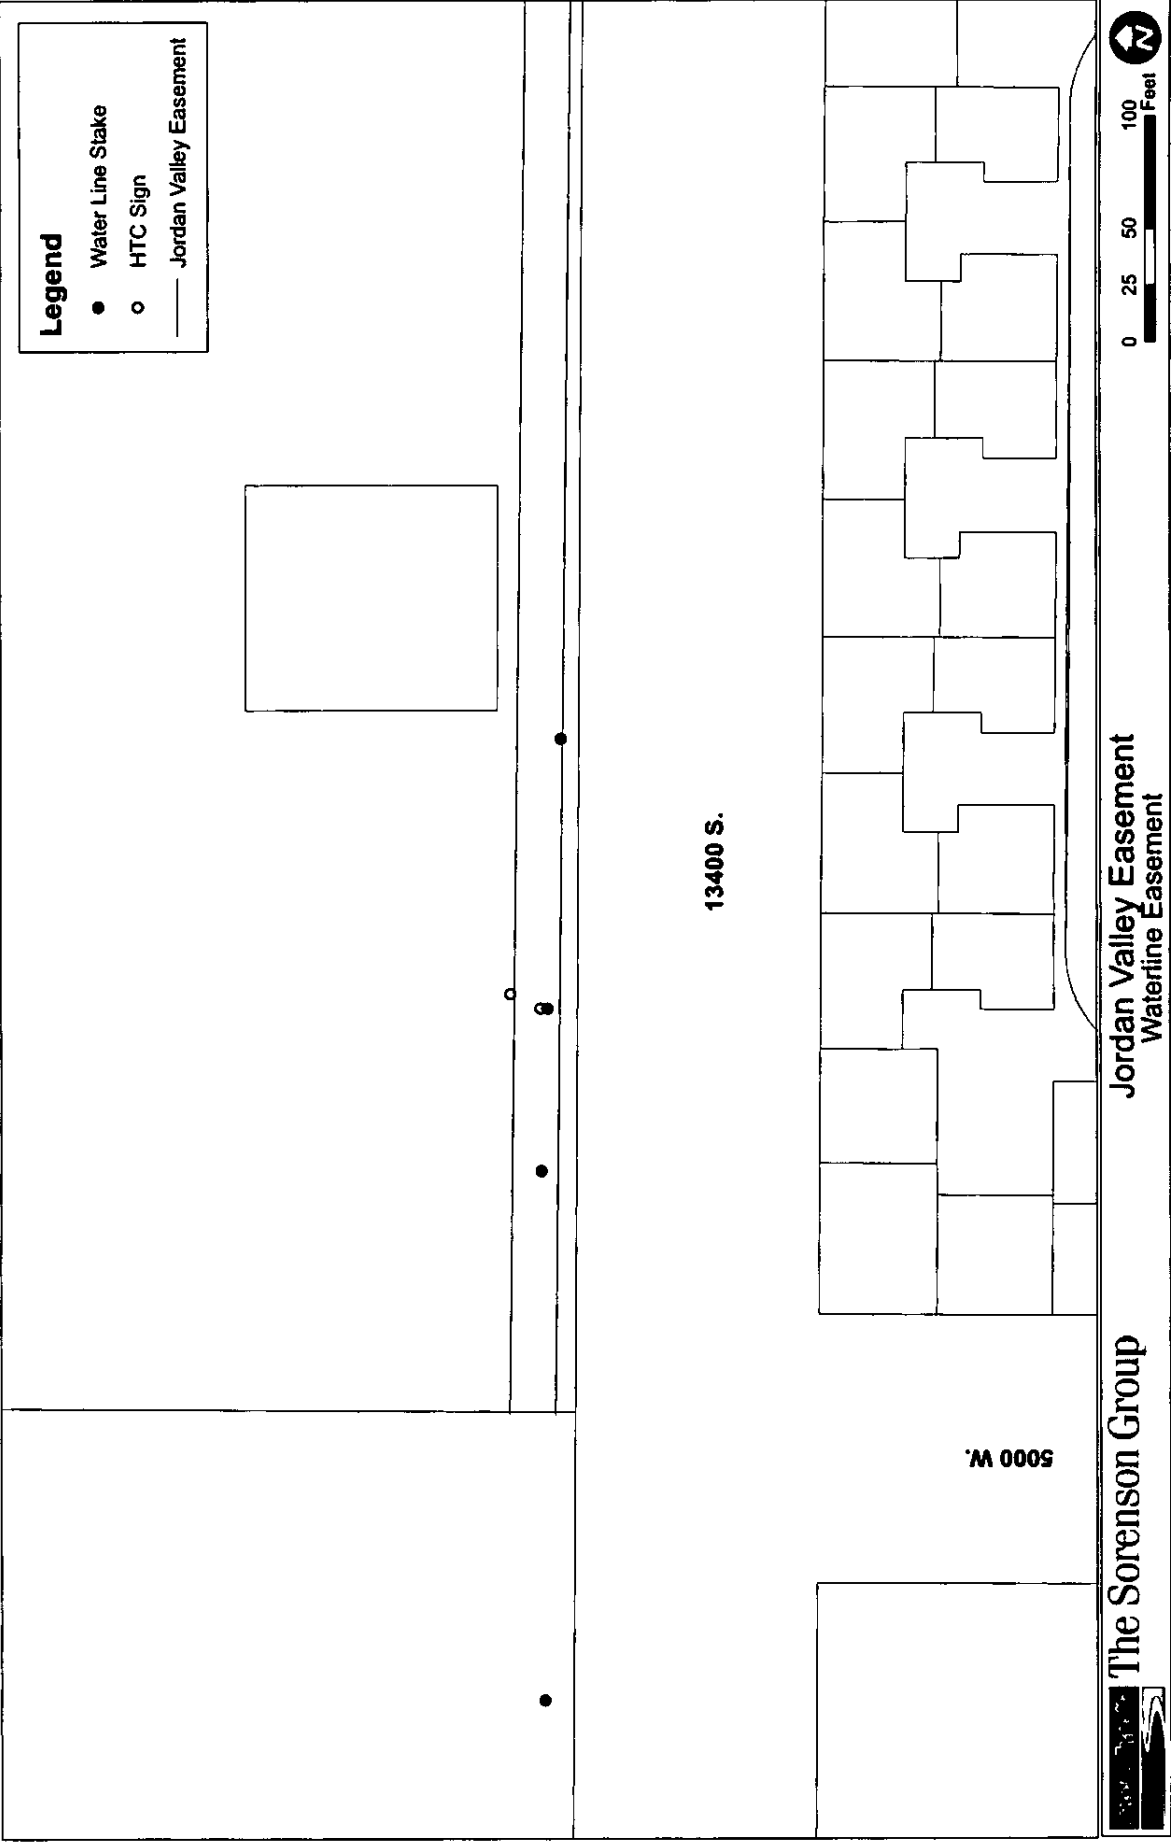 Legend
Water Line Stake
HTC Sign
Jordan Valley Easement
13400 S.
5000 W.
The Sorenson Group
Jordan Valley Easement
Waterline Easement
0 25 50 100
Feet
N